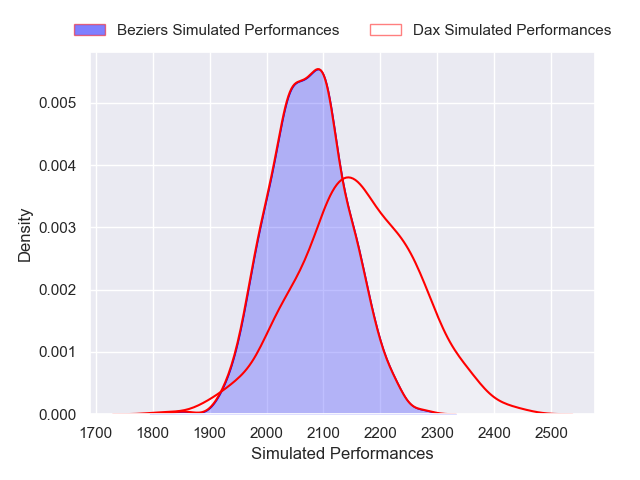 Beziers Simulated Performances
Dax Simulated Performances
Density
0.005
0.004
0.003
0.002
0.001
0.000
1700 1800 1900 2000 2100 2200 2300 2400 2500
Simulated Performances